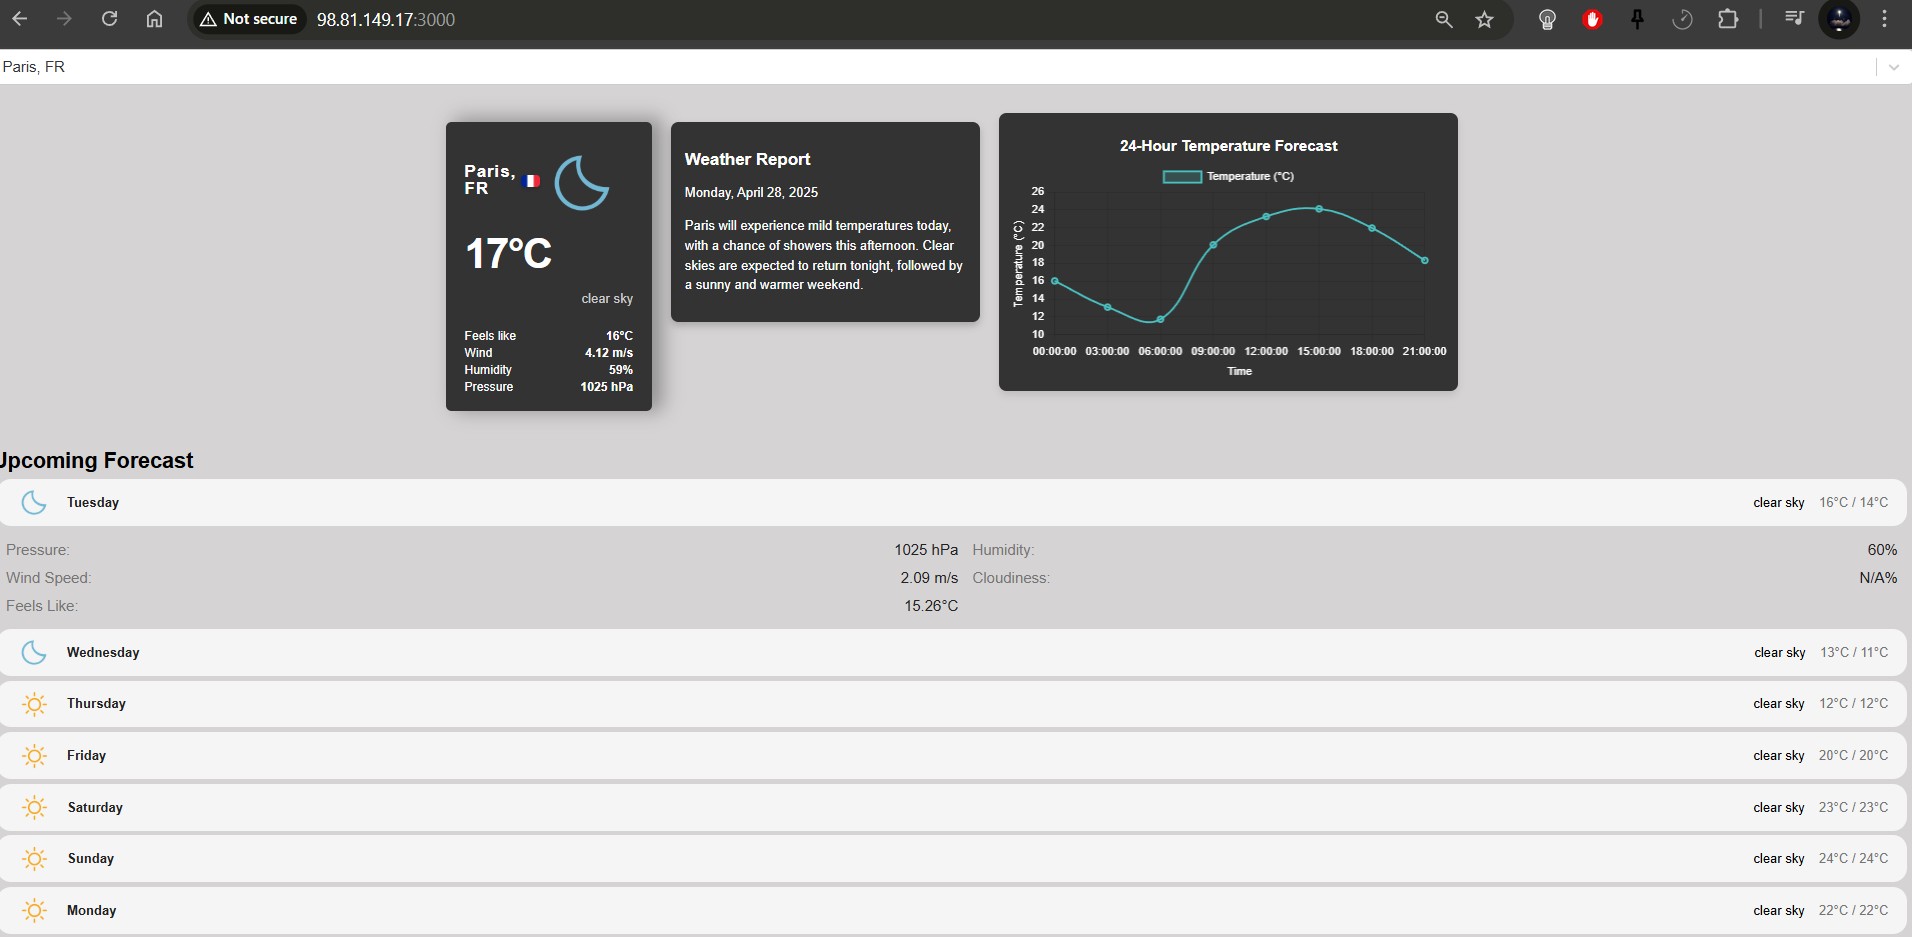 Not secure
98.81.149.17:3000
Paris, FR
Paris,
FR
17°C
clear sky
Feels like 16°C
Wind 4.12 m/s
Humidity 59%
Pressure 1025 hPa
Weather Report
Monday, April 28, 2025
Paris will experience mild temperatures today,
with a chance of showers this afternoon. Clear
skies are expected to return tonight, followed by
a sunny and warmer weekend.
24-Hour Temperature Forecast
Temperature (°C)
Temperature (°C)
26
24
22
20
18
16
14
12
10
00:00:00 03:00:00 06:00:00 09:00:00 12:00:00 15:00:00 18:00:00 21:00:00
Time
Upcoming Forecast
Tuesday clear sky 16°C / 14°C
Pressure: 1025 hPa Humidity: 60%
Wind Speed: 2.09 m/s Cloudiness: N/A%
Feels Like: 15.26°C
Wednesday clear sky 13°C / 11°C
Thursday clear sky 12°C / 12°C
Friday clear sky 20°C / 20°C
Saturday clear sky 23°C / 23°C
Sunday clear sky 24°C / 24°C
Monday clear sky 22°C / 22°C